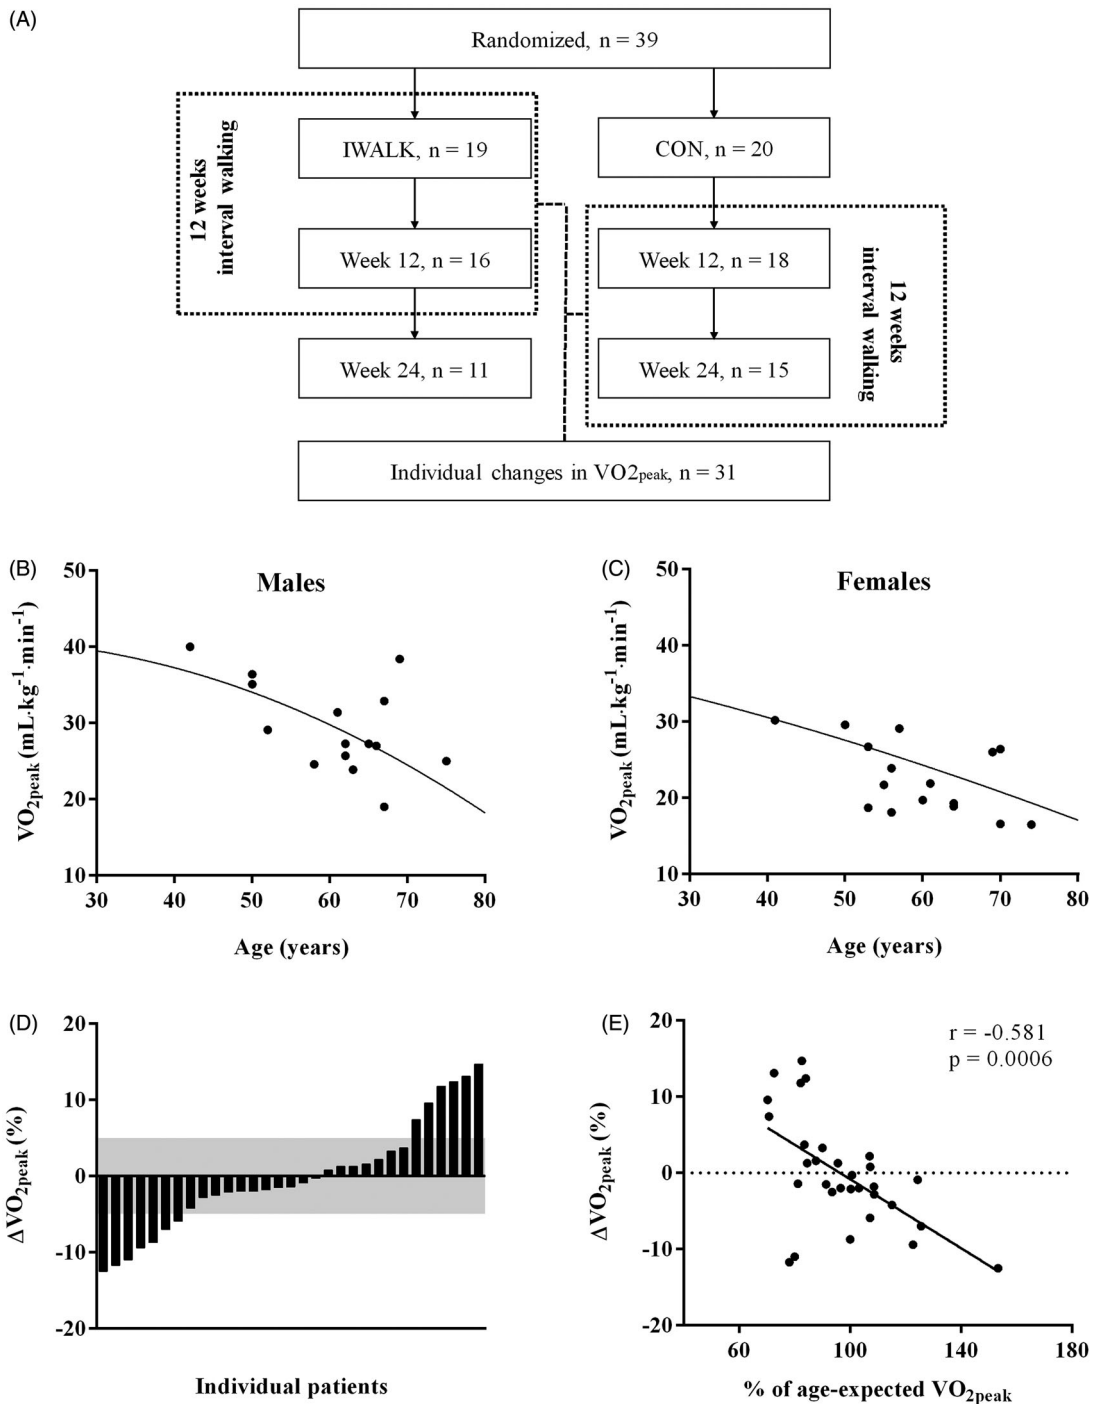 (A)
Randomized, n = 39
12 weeks
interval walking
IWALK, n = 19
CON, n = 20
Week 12, n = 16
Week 12, n = 18
12 weeks
interval walking
Week 24, n = 11
Week 24, n = 15
Individual changes in VO2peak, n = 31
(B)
Males
VO2peak (mL·kg-1·min-1)
50
40
30
20
10
30 40 50 60 70 80
Age (years)
(C)
Females
VO2peak (mL·kg-1·min-1)
50
40
30
20
10
30 40 50 60 70 80
Age (years)
(D)
ΔVO2peak (%)
20
10
0
-10
-20
Individual patients
(E)
r = -0.581
p = 0.0006
ΔVO2peak (%)
20
10
0
-10
-20
60 100 140 180
% of age-expected VO2peak